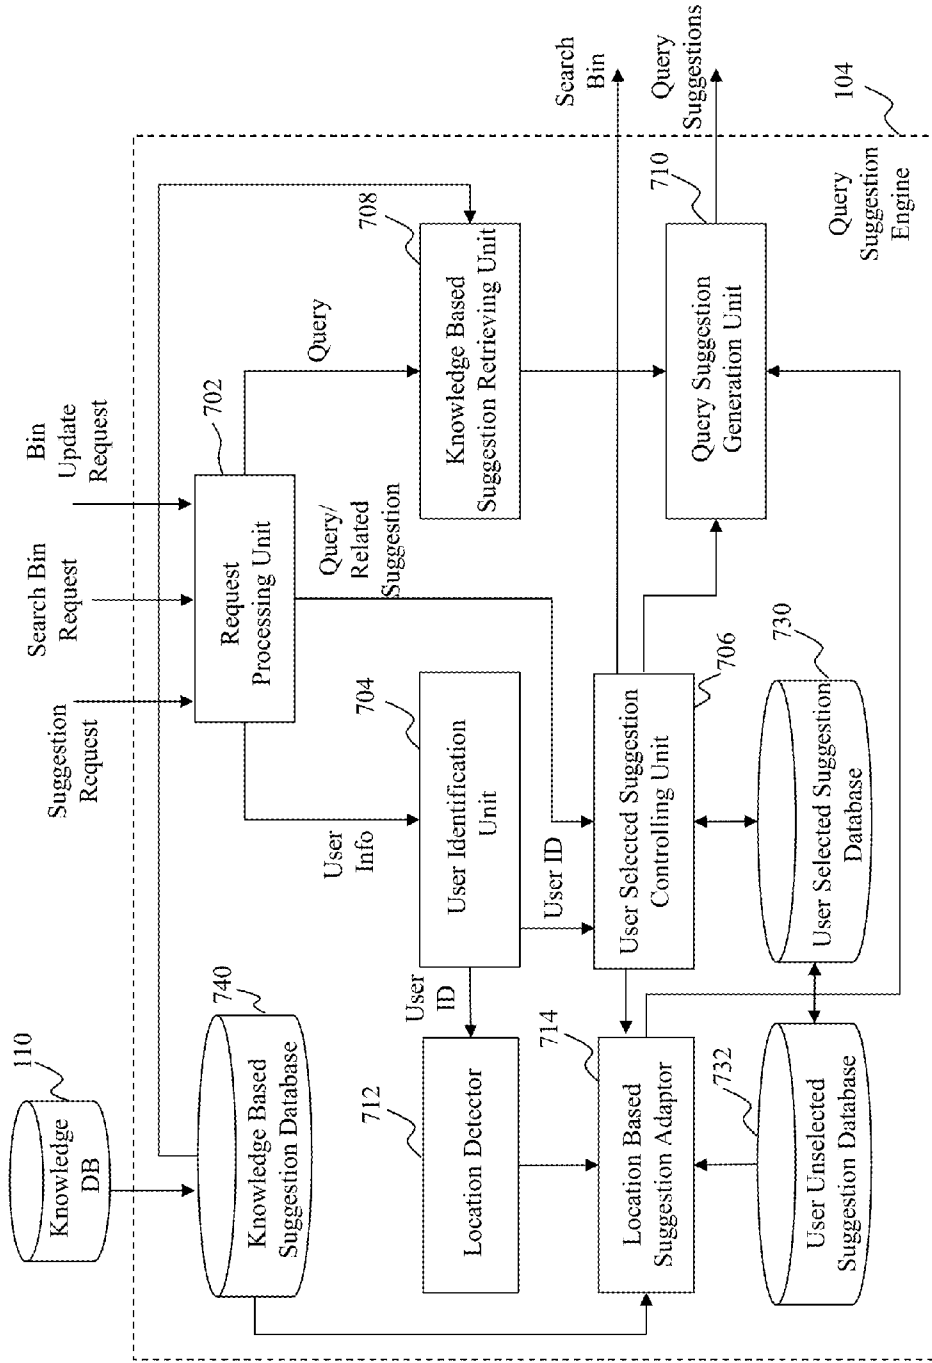 Knowledge
DB
110
Suggestion
Request
Search Bin
Request
Bin
Update
Request
Knowledge Based
Suggestion Database
740
Request
Processing Unit
702
User
Info
Query/
Related
Suggestion
Query
712
Location Detector
User
ID
704
User Identification
Unit
708
Knowledge Based
Suggestion Retrieving Unit
User ID
714
Location Based
Suggestion Adaptor
User Selected Suggestion
Controlling Unit
706
Search
Bin
732
User Unselected
Suggestion Database
User Selected Suggestion
Database
730
Query Suggestion
Generation Unit
710
Query
Suggestions
Query
Suggestion
Engine
104